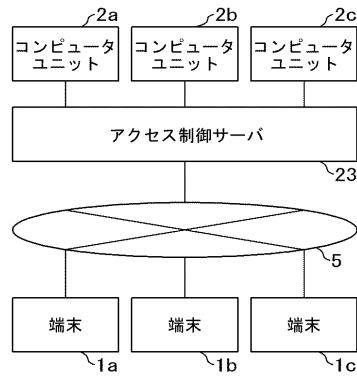 2a 2b 2c
コンピュータ
ユニット
コンピュータ
ユニット
コンピュータ
ユニット
アクセス制御サーバ
23
5
端末 端末 端末
1a 1b 1c